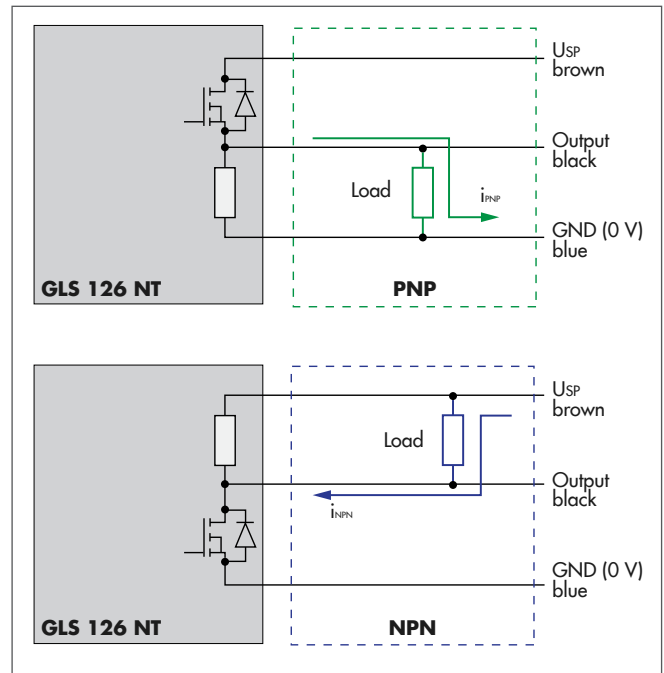 USP
brown
Output
black
Load
iPNP
GND (0 V)
blue
GLS 126 NT
PNP
USP
brown
Load
Output
black
iNPN
GND (0 V)
blue
GLS 126 NT
NPN